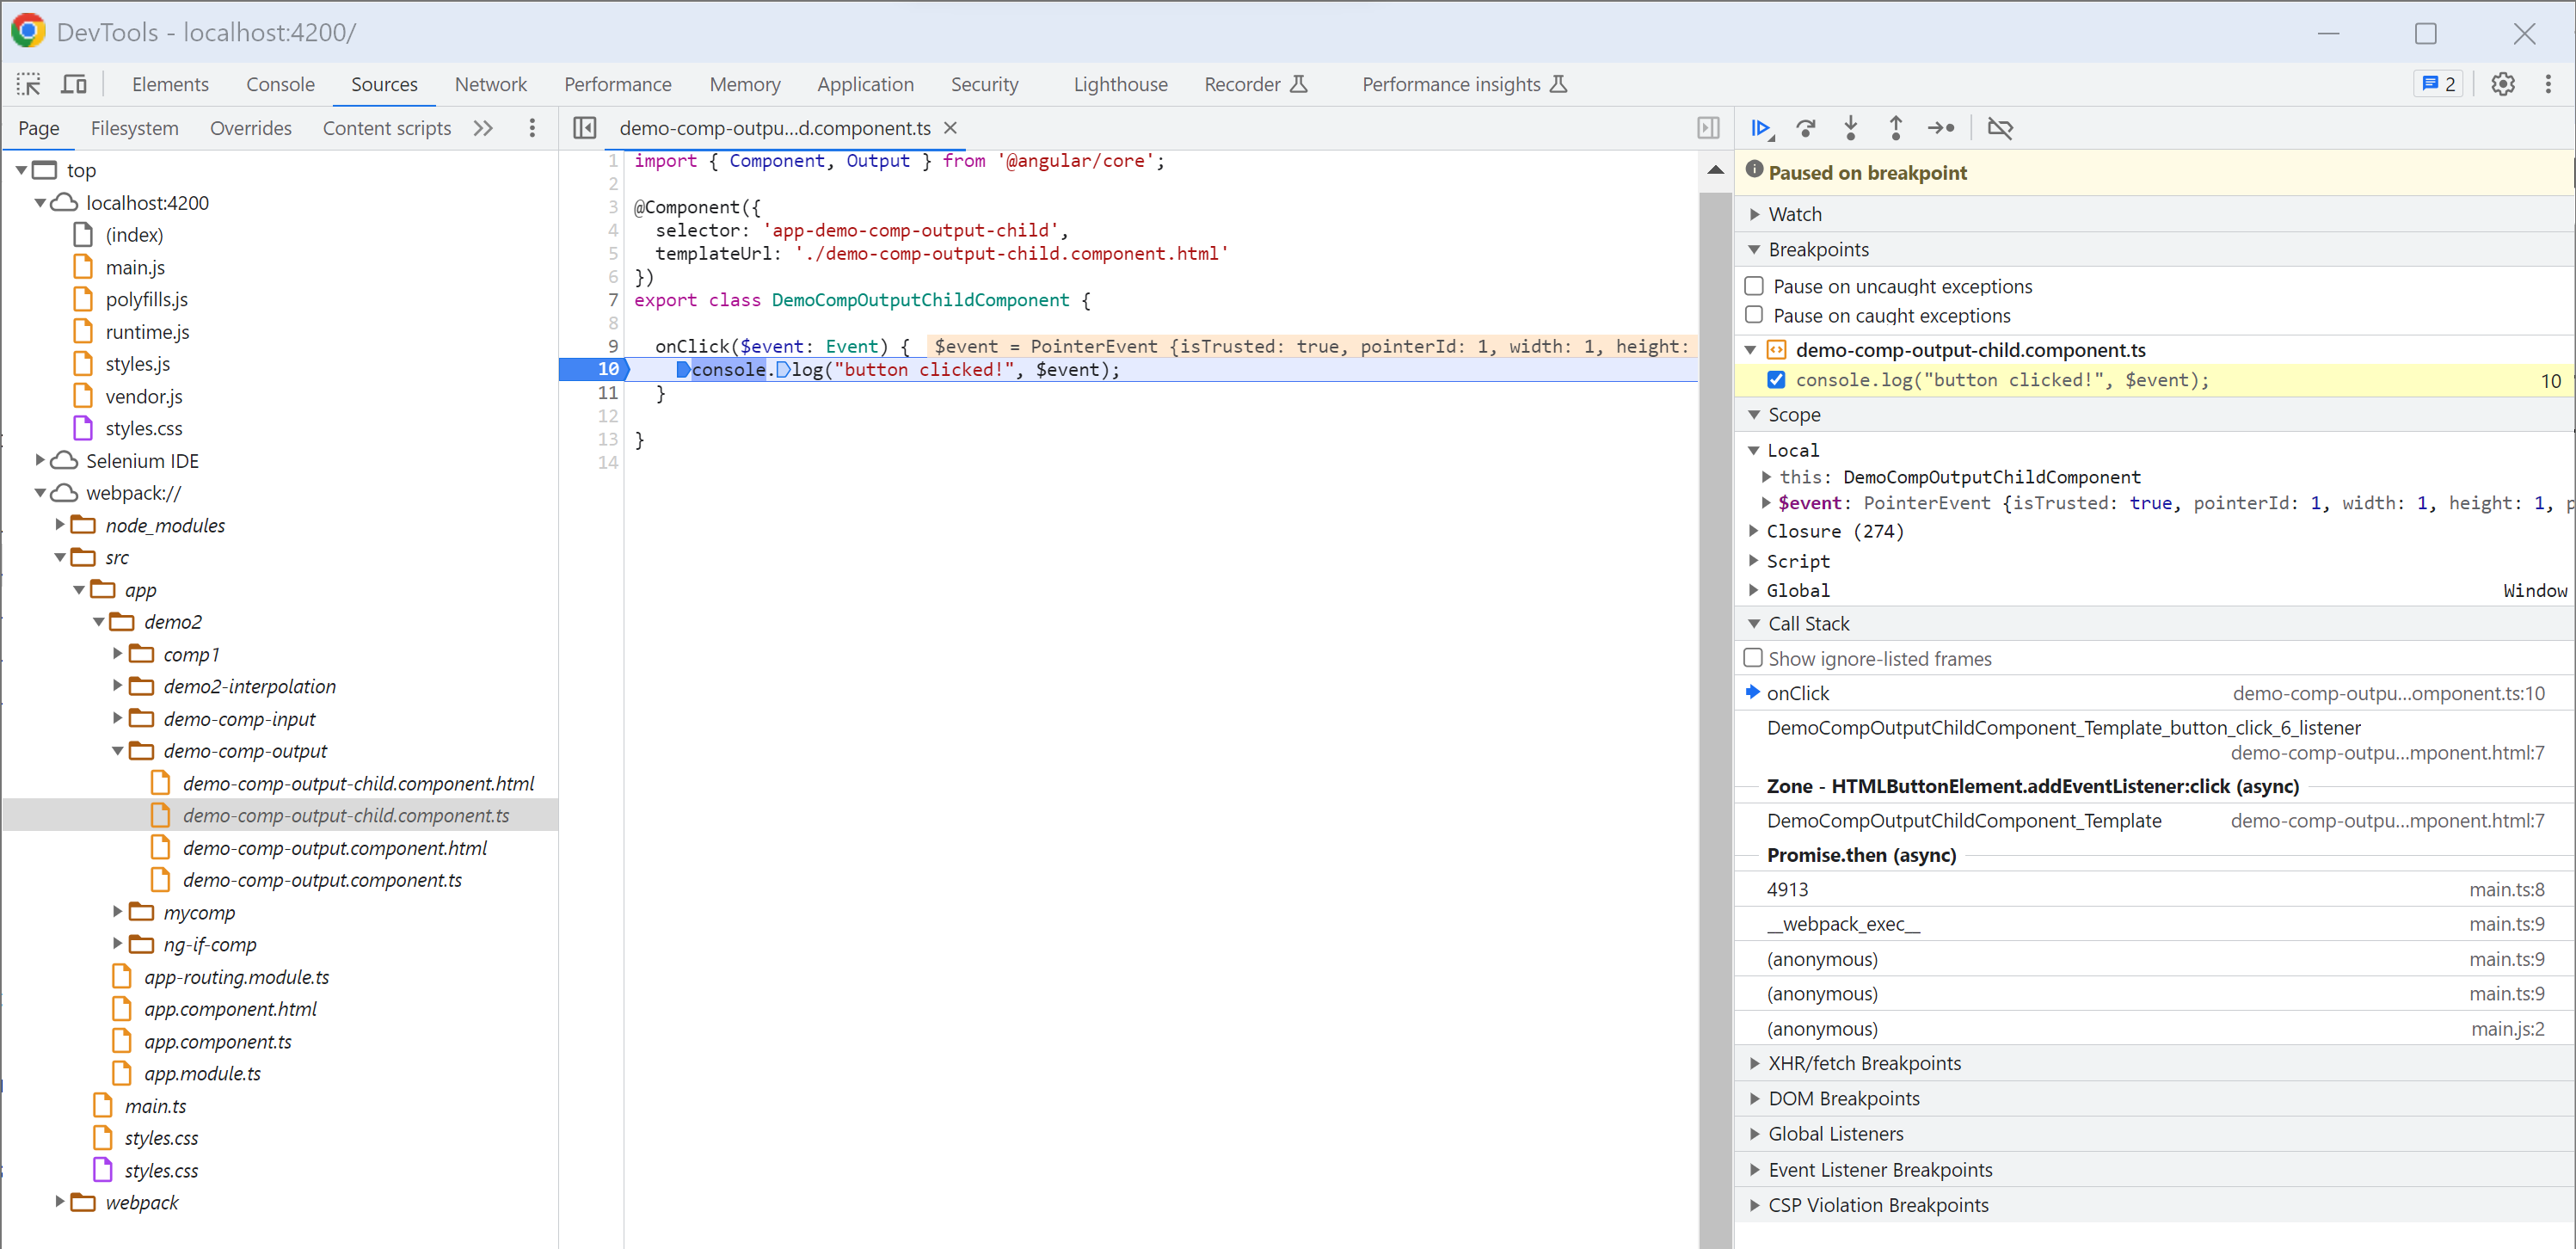 DevTools - localhost:4200/
Elements Console Sources Network Performance Memory Application Security Lighthouse Recorder Performance insights 2
Page Filesystem Overrides Content scripts
top
localhost:4200
(index)
main.js
polyfills.js
runtime.js
styles.js
vendor.js
styles.css
Selenium IDE
webpack://
node_modules
src
app
demo2
comp1
demo2-interpolation
demo-comp-input
demo-comp-output
demo-comp-output-child.component.html
demo-comp-output-child.component.ts
demo-comp-output.component.html
demo-comp-output.component.ts
mycomp
ng-if-comp
app-routing.module.ts
app.component.html
app.component.ts
app.module.ts
main.ts
styles.css
styles.css
webpack
demo-comp-outpu...d.component.ts
1 import { Component, Output } from '@angular/core';
2
3 @Component({
4 selector: 'app-demo-comp-output-child',
5 templateUrl: './demo-comp-output-child.component.html'
6 })
7 export class DemoCompOutputChildComponent {
8
9 onClick($event: Event) { $event = PointerEvent {isTrusted: true, pointerId: 1, width: 1, height:
10 console.log("button clicked!", $event);
11 }
12
13 }
14
Paused on breakpoint
Watch
Breakpoints
Pause on uncaught exceptions
Pause on caught exceptions
demo-comp-output-child.component.ts
console.log("button clicked!", $event); 10
Scope
Local
this: DemoCompOutputChildComponent
$event: PointerEvent {isTrusted: true, pointerId: 1, width: 1, height: 1, p
Closure (274)
Script
Global Window
Call Stack
Show ignore-listed frames
onClick demo-comp-outpu...omponent.ts:10
DemoCompOutputChildComponent_Template_button_click_6_listener
demo-comp-outpu...mponent.html:7
Zone - HTMLButtonElement.addEventListener:click (async)
DemoCompOutputChildComponent_Template demo-comp-outpu...mponent.html:7
Promise.then (async)
4913 main.ts:8
__webpack_exec__ main.ts:9
(anonymous) main.ts:9
(anonymous) main.ts:9
(anonymous) main.js:2
XHR/fetch Breakpoints
DOM Breakpoints
Global Listeners
Event Listener Breakpoints
CSP Violation Breakpoints